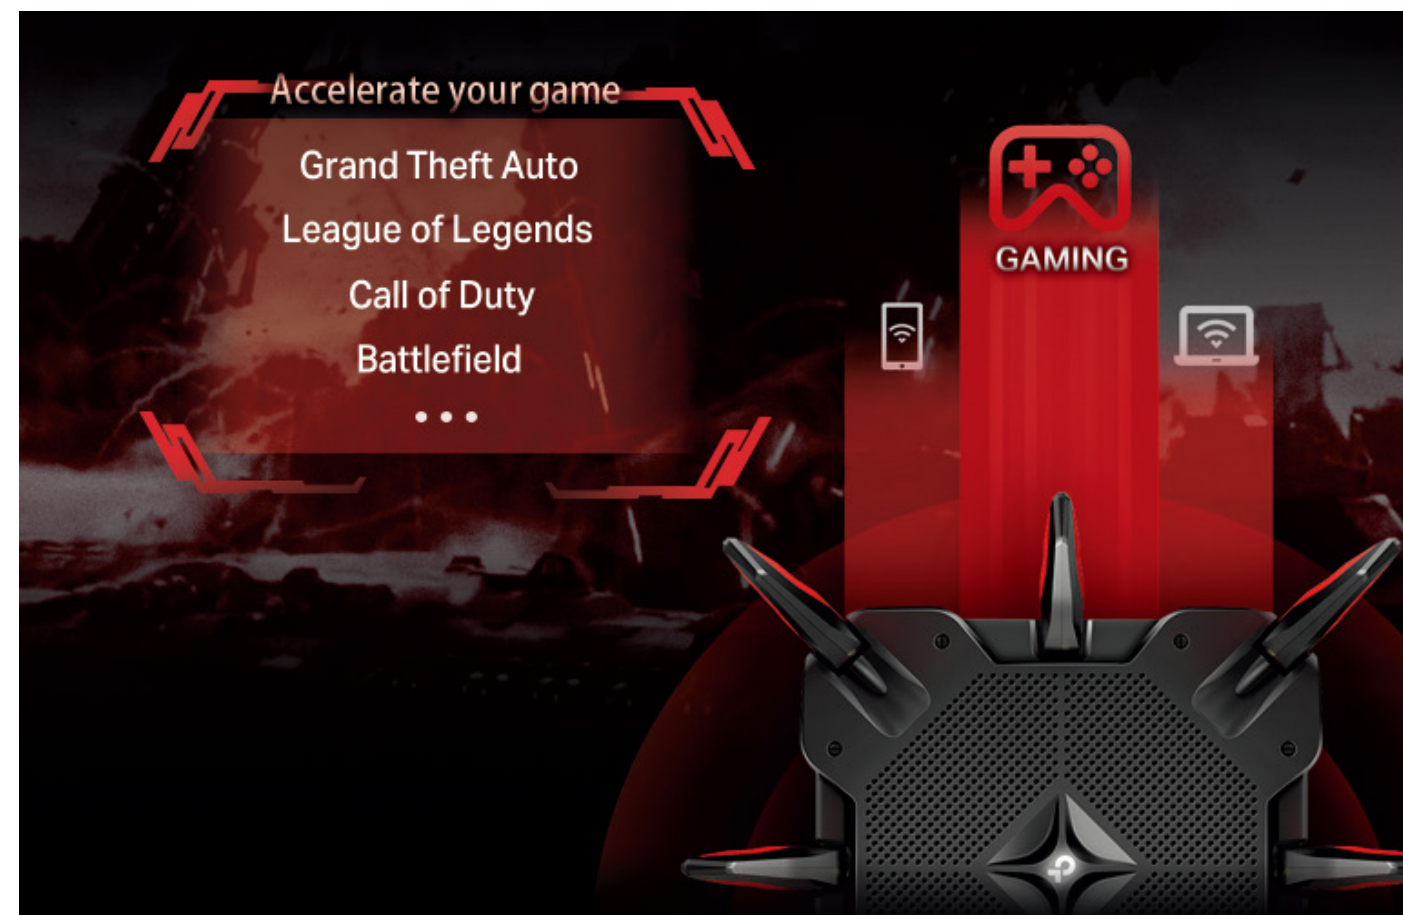 Accelerate your game
Grand Theft Auto
League of Legends
Call of Duty
Battlefield
•••
GAMING